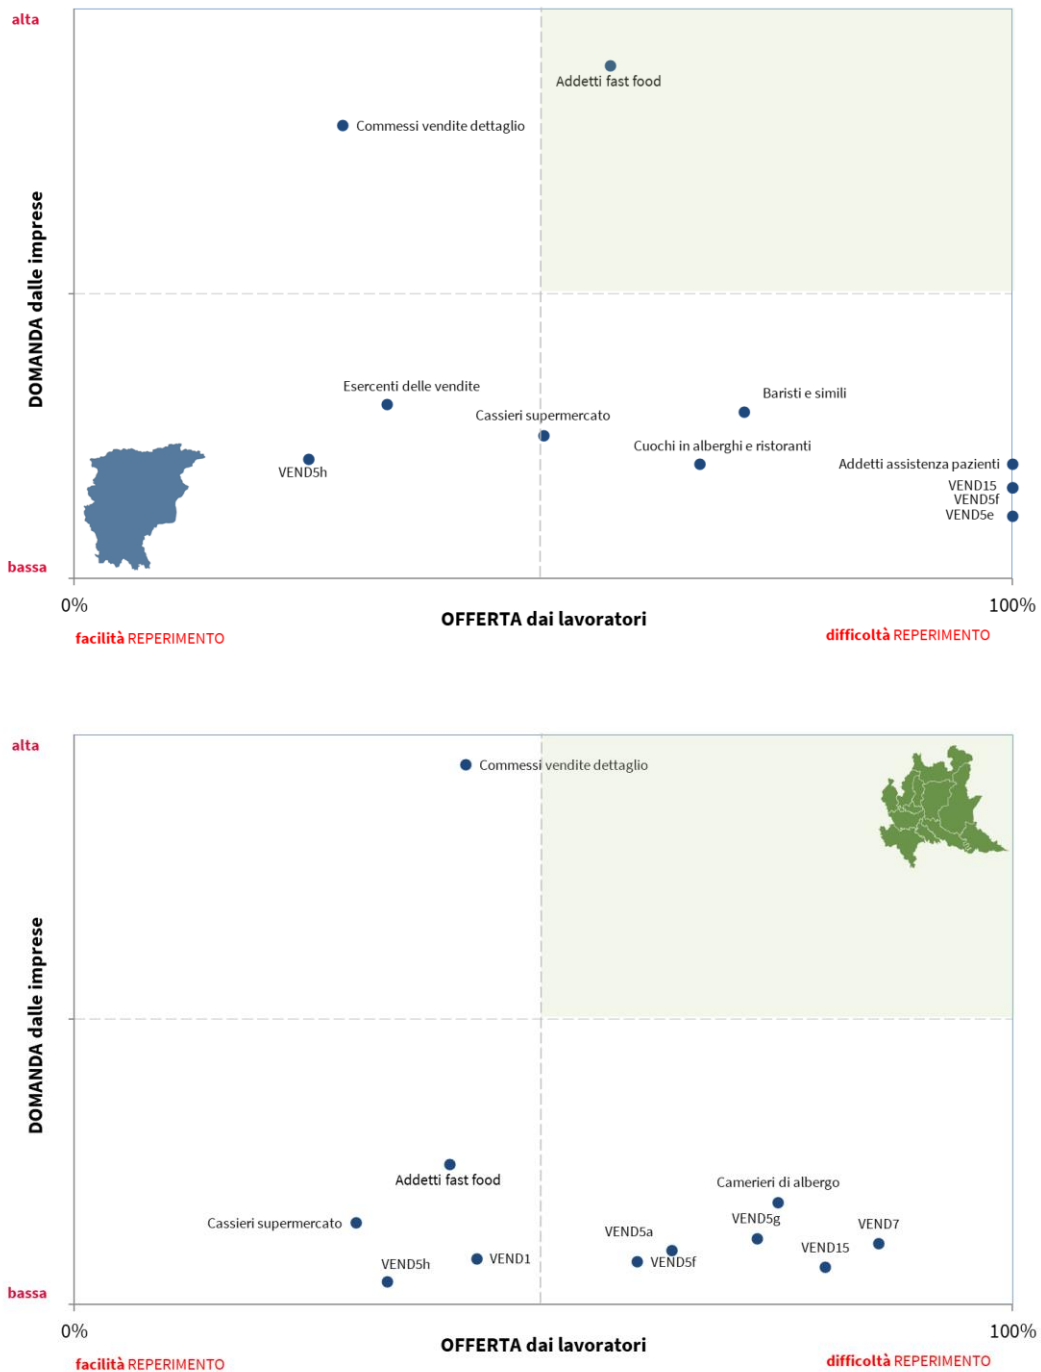 alta
Addetti fast food
Commessi vendite dettaglio
DOMANDA dalle imprese
Esercenti delle vendite
Baristi e simili
Cassieri supermercato
Cuochi in alberghi e ristoranti
VEND5h
Addetti assistenza pazienti
VEND15
VEND5f
VEND5e
bassa
0%
100%
OFFERTA dai lavoratori
facilità REPERIMENTO
difficoltà REPERIMENTO
alta
Commessi vendite dettaglio
DOMANDA dalle imprese
Addetti fast food
Camerieri di albergo
Cassieri supermercato
VEND5g
VEND7
VEND5a
VEND15
VEND5h
VEND1
VEND5f
bassa
0%
100%
OFFERTA dai lavoratori
facilità REPERIMENTO
difficoltà REPERIMENTO